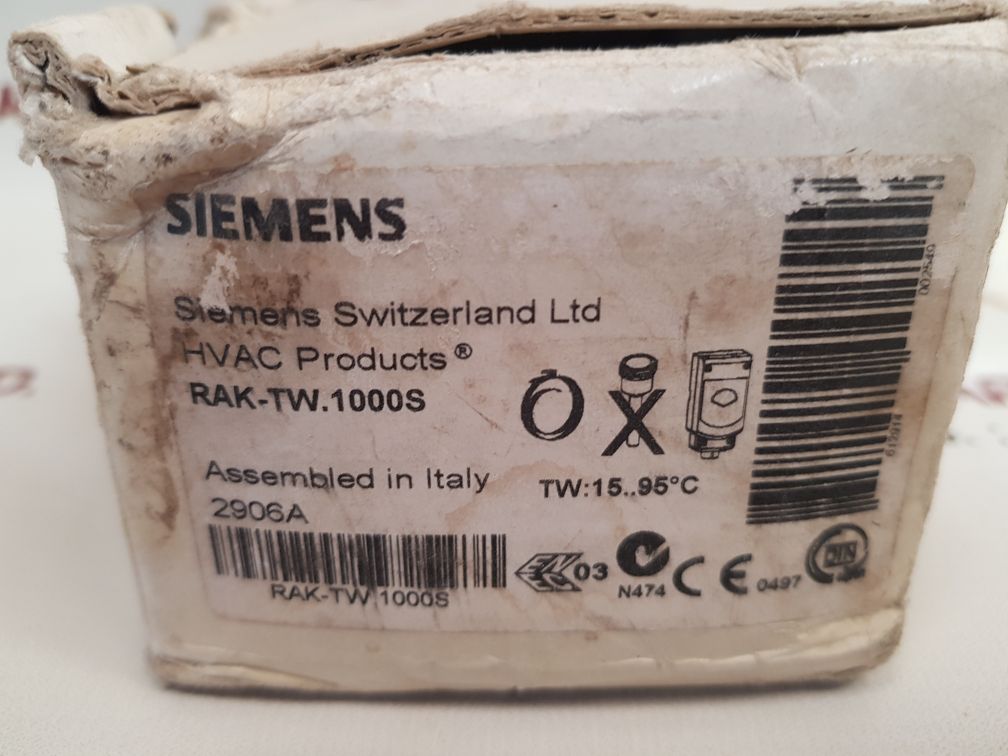 SIEMENS
Siemens Switzerland Ltd
HVAC Products®
RAK-TW.1000S
Assembled in Italy
2906A
RAK-TW.1000S
TW:15..95°C
03
N474
CE 0497
002540